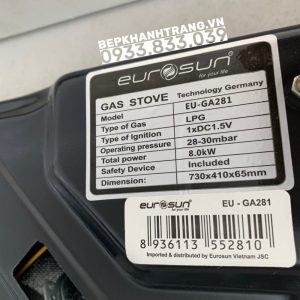 BEPKHANHTRANG.COM
0933.833.039
eurosun
for your life
GAS STOVE Technology Germany
Model EU-GA281
Type of Gas LPG
Type of Ignition 1xDC1.5V
Operating pressure 28-30mbar
Total power 8.0kW
Safety Device Included
Dimension: 730x410x65mm
eurosun EU - GA281
for your life
8 936113 552810
Imported & distributed by Eurosun Vietnam JSC